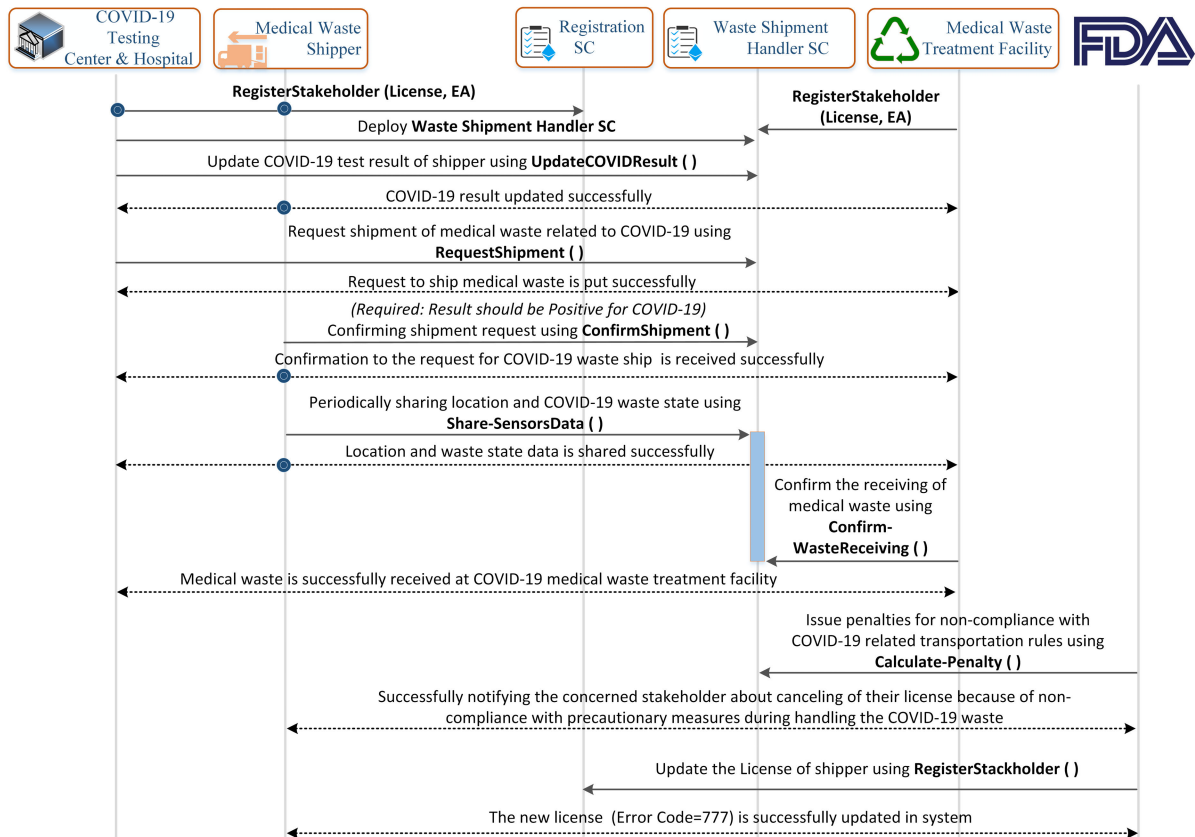 COVID-19
Testing
Center & Hospital
Medical Waste
Shipper
Registration
SC
Waste Shipment
Handler SC
Medical Waste
Treatment Facility
FDA
RegisterStakeholder (License, EA)
RegisterStakeholder
(License, EA)
Deploy Waste Shipment Handler SC
Update COVID-19 test result of shipper using UpdateCOVIDResult ( )
COVID-19 result updated successfully
Request shipment of medical waste related to COVID-19 using
RequestShipment ( )
Request to ship medical waste is put successfully
(Required: Result should be Positive for COVID-19)
Confirming shipment request using ConfirmShipment ( )
Confirmation to the request for COVID-19 waste ship  is received successfully
Periodically sharing location and COVID-19 waste state using
Share-SensorsData ( )
Location and waste state data is shared successfully
Confirm the receiving of
medical waste using
Confirm-
WasteReceiving ( )
Medical waste is successfully received at COVID-19 medical waste treatment facility
Issue penalties for non-compliance with
COVID-19 related transportation rules using
Calculate-Penalty ( )
Successfully notifying the concerned stakeholder about canceling of their license because of non-
compliance with precautionary measures during handling the COVID-19 waste
Update the License of shipper using RegisterStackholder ( )
The new license  (Error Code=777) is successfully updated in system